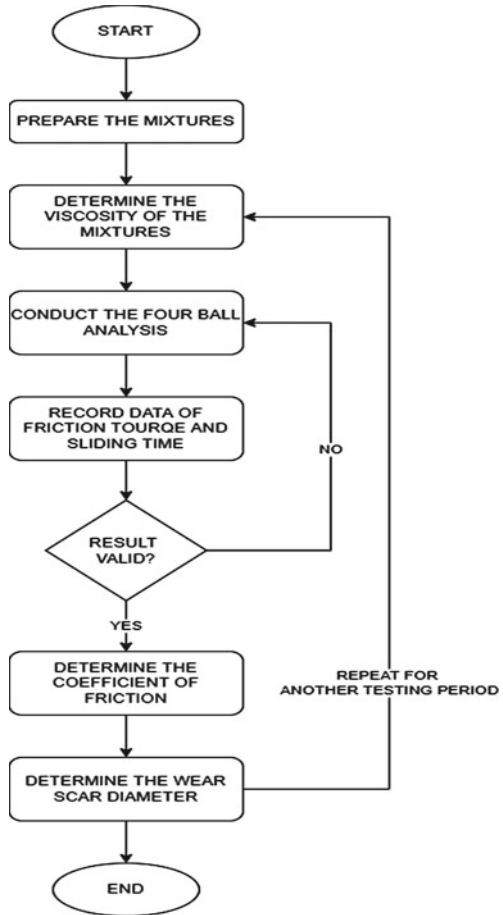 START
PREPARE THE MIXTURES
DETERMINE THE
VISCOSITY OF THE
MIXTURES
CONDUCT THE FOUR BALL
ANALYSIS
RECORD DATA OF
FRICTION TOURQE AND
SLIDING TIME
NO
RESULT
VALID?
YES
DETERMINE THE
COEFFICIENT OF
FRICTION
REPEAT FOR
ANOTHER TESTING PERIOD
DETERMINE THE WEAR
SCAR DIAMETER
END